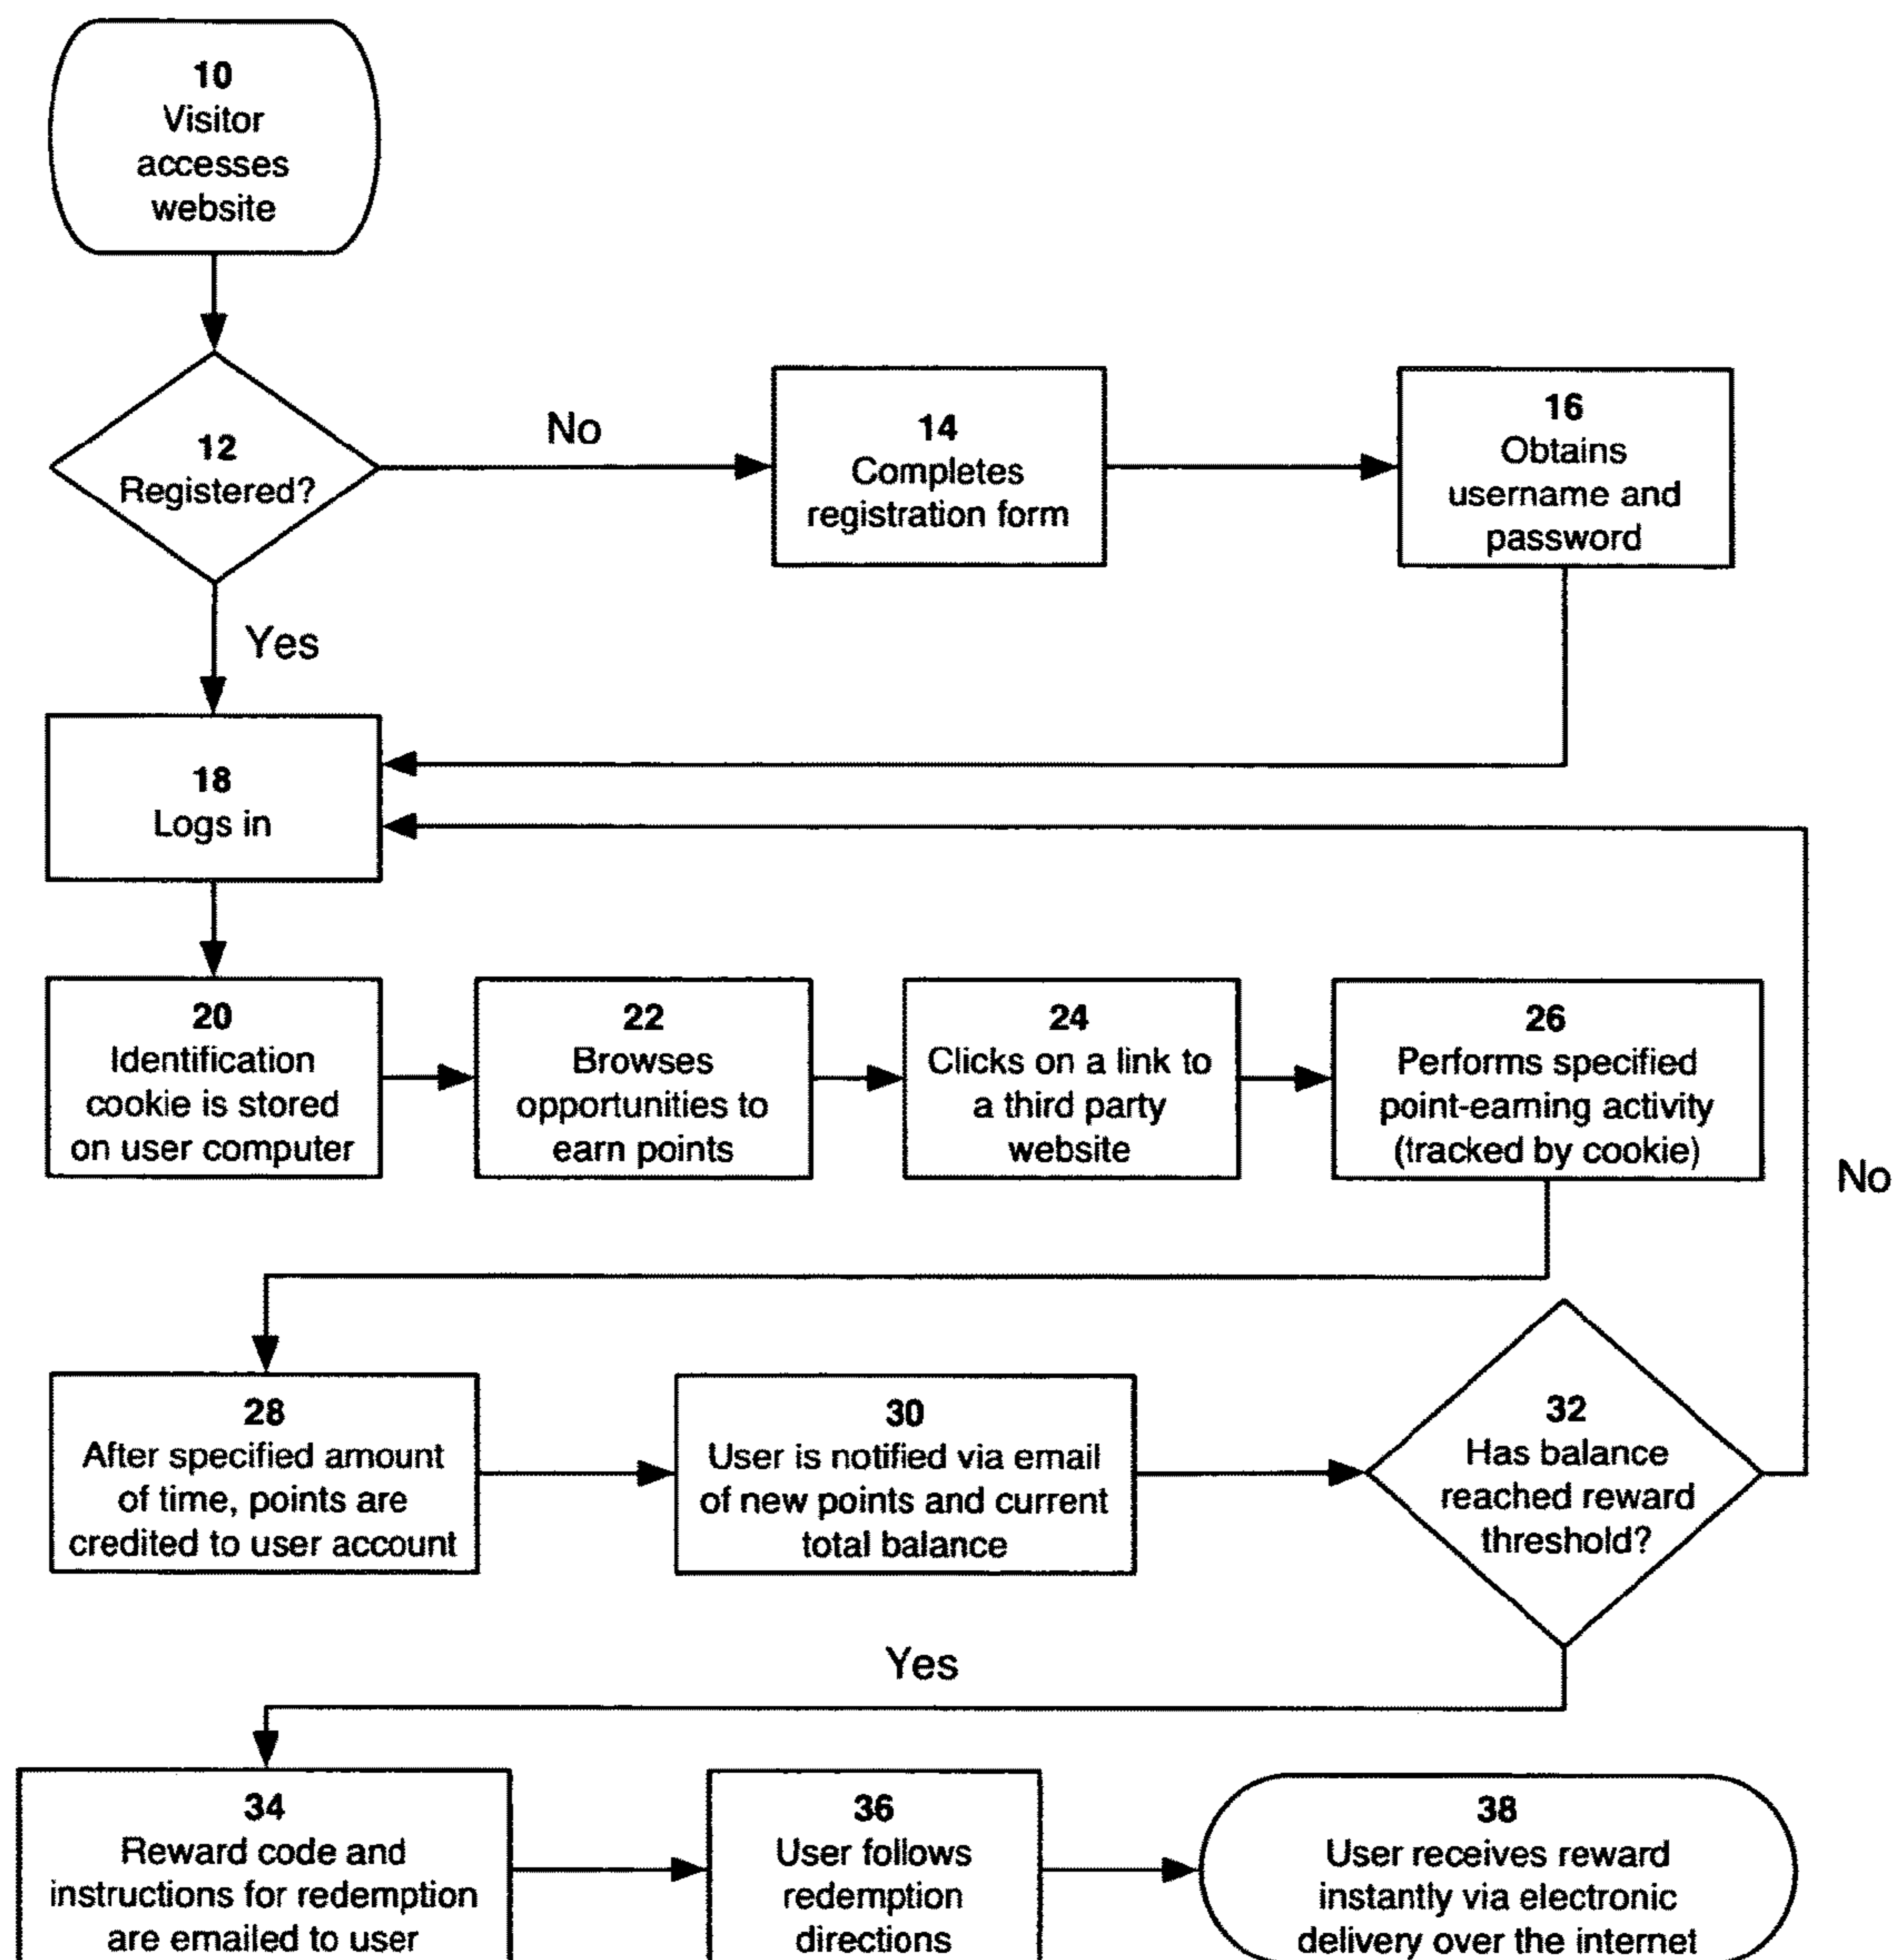 10
Visitor
accesses
website
12
Registered?
No
14
Completes
registration form
16
Obtains
username and
password
Yes
18
Logs in
20
Identification
cookie is stored
on user computer
22
Browses
opportunities to
earn points
24
Clicks on a link to
a third party
website
26
Performs specified
point-earning activity
(tracked by cookie)
No
28
After specified amount
of time, points are
credited to user account
30
User is notified via email
of new points and current
total balance
32
Has balance
reached reward
threshold?
Yes
34
Reward code and
instructions for redemption
are emailed to user
36
User follows
redemption
directions
38
User receives reward
instantly via electronic
delivery over the internet